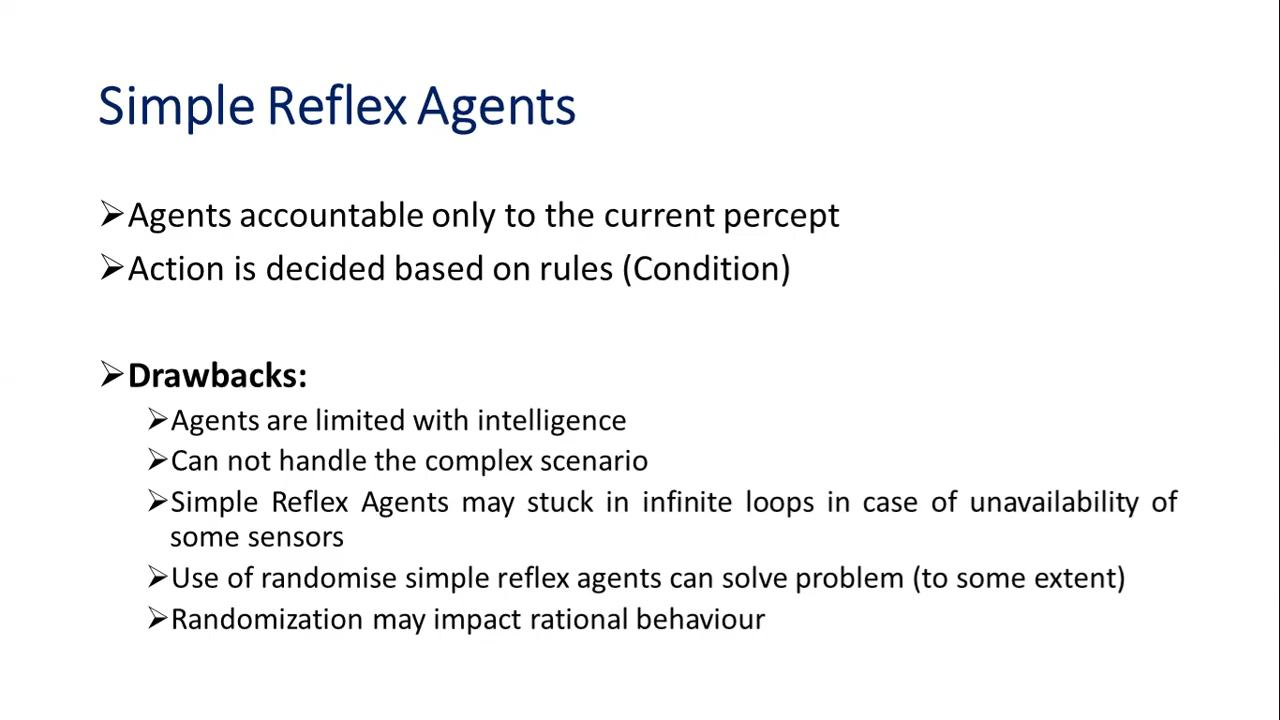 Simple Reflex Agents
➢Agents accountable only to the current percept
➢Action is decided based on rules (Condition)
➢Drawbacks:
➢Agents are limited with intelligence
➢Can not handle the complex scenario
➢Simple Reflex Agents may stuck in infinite loops in case of unavailability of
some sensors
➢Use of randomise simple reflex agents can solve problem (to some extent)
➢Randomization may impact rational behaviour